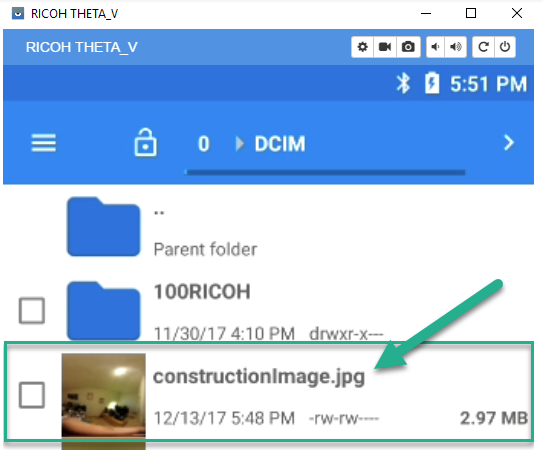 RICOH THETA_V
RICOH THETA_V
5:51 PM
0 DCIM
..
Parent folder
100RICOH
11/30/17 4:10 PM drwxr-x---
constructionImage.jpg
12/13/17 5:48 PM -rw-rw---- 2.97 MB